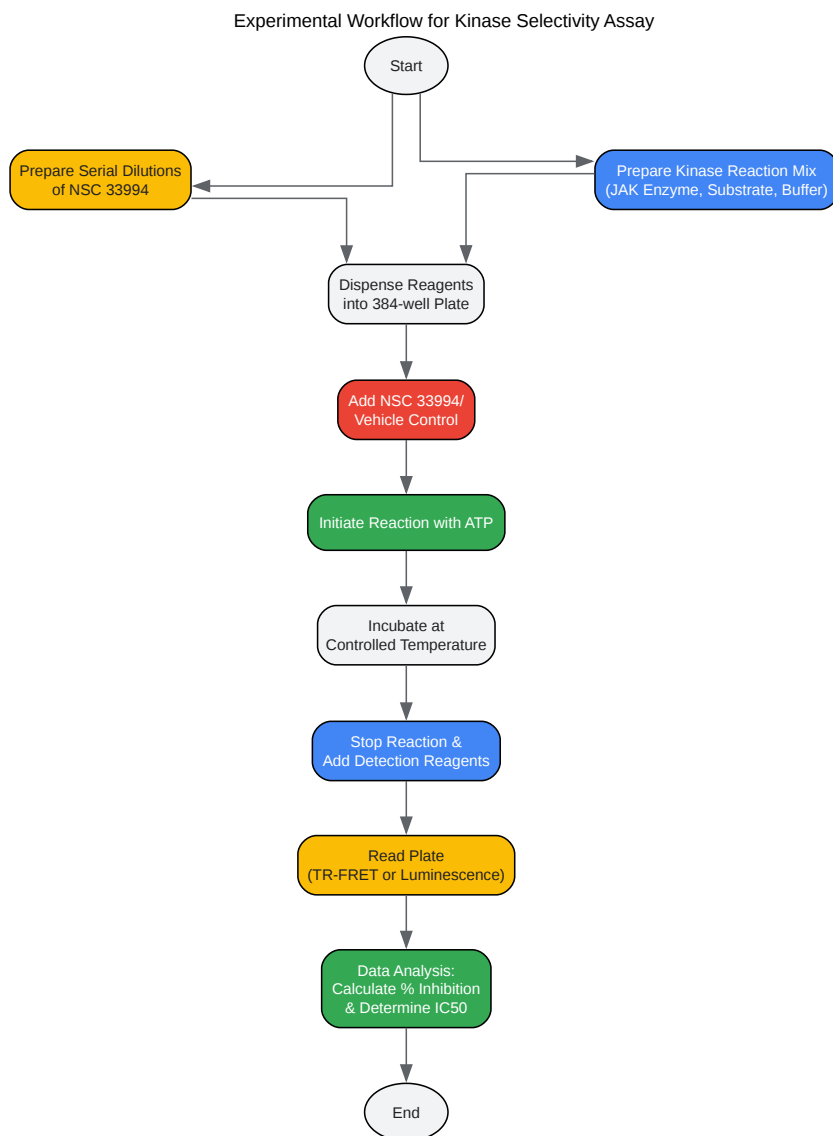 Experimental Workflow for Kinase Selectivity Assay
Start
Prepare Serial Dilutions
of NSC 33994
Prepare Kinase Reaction Mix
(JAK Enzyme, Substrate, Buffer)
Dispense Reagents
into 384-well Plate
Add NSC 33994/
Vehicle Control
Initiate Reaction with ATP
Incubate at
Controlled Temperature
Stop Reaction &
Add Detection Reagents
Read Plate
(TR-FRET or Luminescence)
Data Analysis:
Calculate % Inhibition
& Determine IC50
End